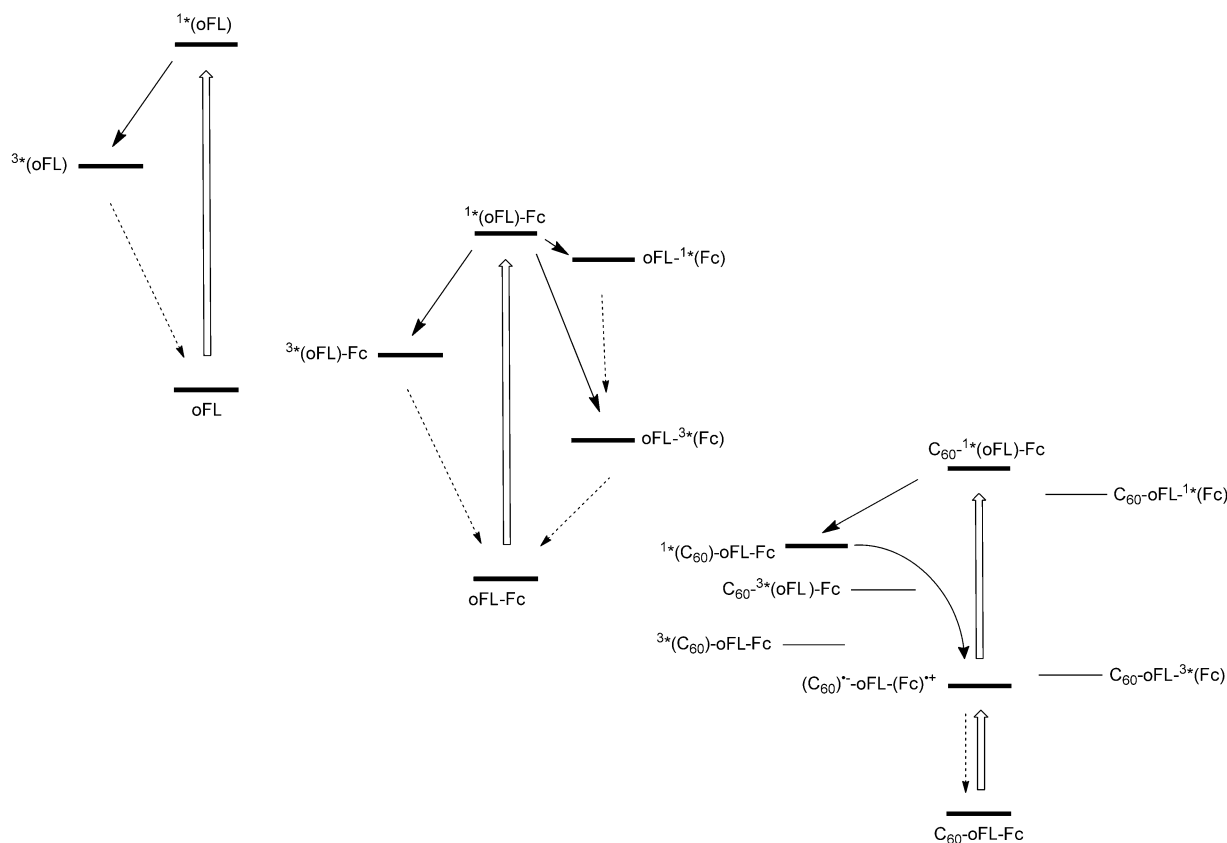 ¹*(oFL)
³*(oFL)
oFL
¹*(oFL)-Fc
oFL-¹*(Fc)
³*(oFL)-Fc
oFL-³*(Fc)
oFL-Fc
C₆₀-¹*(oFL)-Fc
C₆₀-oFL-¹*(Fc)
¹*(C₆₀)-oFL-Fc
C₆₀-³*(oFL)-Fc
³*(C₆₀)-oFL-Fc
(C₆₀)•⁻-oFL-(Fc)•⁺
C₆₀-oFL-³*(Fc)
C₆₀-oFL-Fc